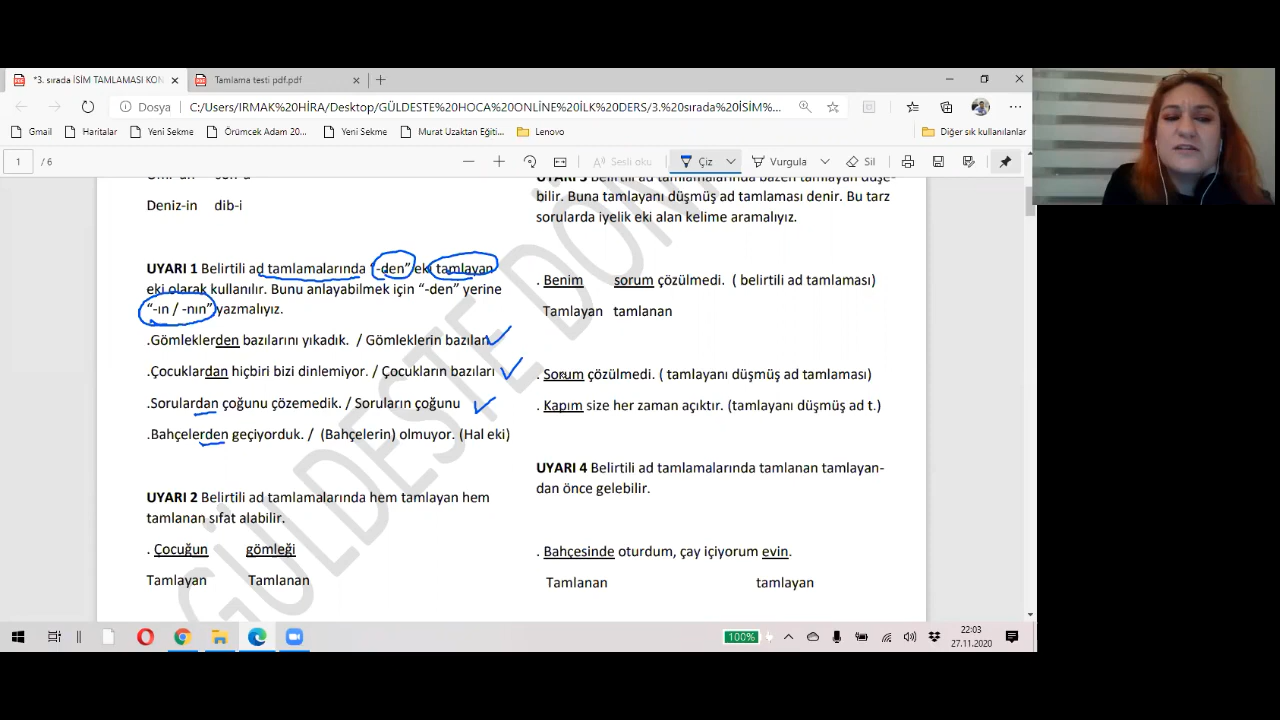 *3. sırada İSİM TAMLAMASI KON
Tamlama testi pdf.pdf
Dosya
C:/Users/IRMAK%20HİRA/Desktop/GÜLDESTE%20HOCA%20ONLİNE%20İLK%20DERS/3.%20sırada%20İSİM%...
Gmail
Haritalar
Yeni Sekme
Örümcek Adam 20...
Yeni Sekme
Murat Uzaktan Eğiti...
Lenovo
Diğer sık kullanılanlar
1 / 6
Sesli oku
Çiz
Vurgula
Sil
Deniz-in dib-i
UYARI 1 Belirtili ad tamlamalarında “-den” eki tamlayan
eki olarak kullanılır. Bunu anlayabilmek için “-den” yerine
“-ın / -nın” yazmalıyız.
.Gömleklerden bazılarını yıkadık. / Gömleklerin bazıları
.Çocuklardan hiçbiri bizi dinlemiyor. / Çocukların bazıları
.Sorulardan çoğunu çözemedik. / Soruların çoğunu
.Bahçelerden geçiyorduk. / (Bahçelerin) olmuyor. (Hal eki)
UYARI 2 Belirtili ad tamlamalarında hem tamlayan hem
tamlanan sıfat alabilir.
. Çocuğun gömleği
Tamlayan Tamlanan
UYARI 3 Belirtili ad tamlamalarında bazen tamlayan düşe-
bilir. Buna tamlayanı düşmüş ad tamlaması denir. Bu tarz
sorularda iyelik eki alan kelime aramalıyız.
. Benim sorum çözülmedi. ( belirtili ad tamlaması)
Tamlayan tamlanan
. Sorum çözülmedi. ( tamlayanı düşmüş ad tamlaması)
. Kapım size her zaman açıktır. (tamlayanı düşmüş ad t.)
UYARI 4 Belirtili ad tamlamalarında tamlanan tamlayan-
dan önce gelebilir.
. Bahçesinde oturdum, çay içiyorum evin.
Tamlanan tamlayan
GÜLDESTE DÖN
100%
22:03
27.11.2020